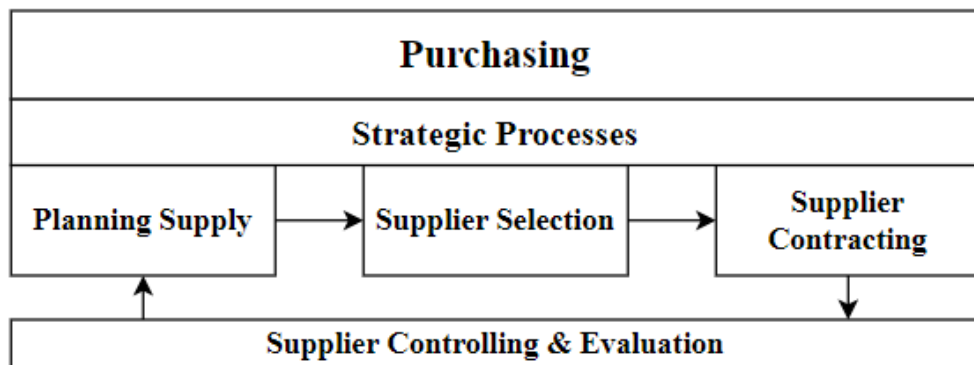 Purchasing
Strategic Processes
Planning Supply
Supplier Selection
Supplier
Contracting
Supplier Controlling & Evaluation